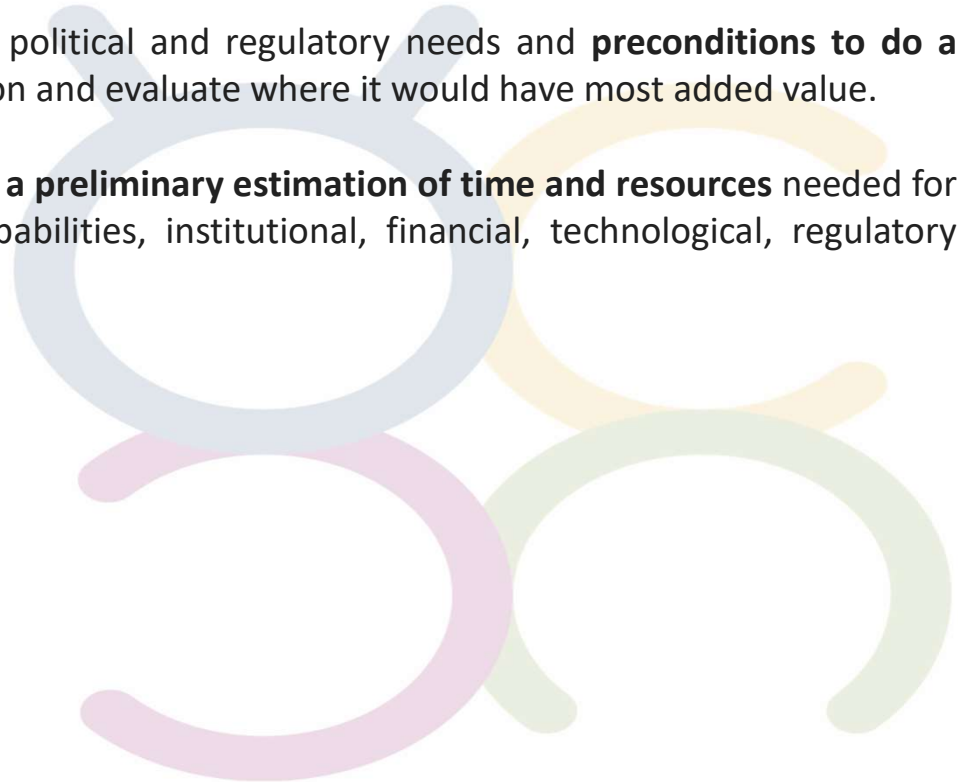 political and regulatory needs and preconditions to do a
on and evaluate where it would have most added value.
a preliminary estimation of time and resources needed for
pabilities, institutional, financial, technological, regulatory